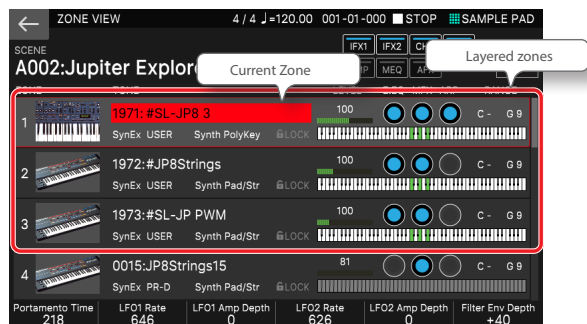 ZONE VIEW 4 / 4 ♩=120.00 001-01-000 STOP SAMPLE PAD
SCENE IFX1 IFX2
A002:Jupiter Explor MEQ
Current Zone
Layered zones
1 1971: #SL-JP8 3 100 C - G 9
SynEx USER Synth PolyKey LOCK
2 1972:#JP8Strings 100 C - G 9
SynEx USER Synth Pad/Str LOCK
3 1973:#SL-JP PWM 100 C - G 9
SynEx USER Synth Pad/Str LOCK
4 0015:JP8Strings15 81 C - G 9
SynEx PR-D Synth Pad/Str LOCK
Portamento Time LFO1 Rate LFO1 Amp Depth LFO2 Rate LFO2 Amp Depth Filter Env Depth
218 646 0 626 0 +40